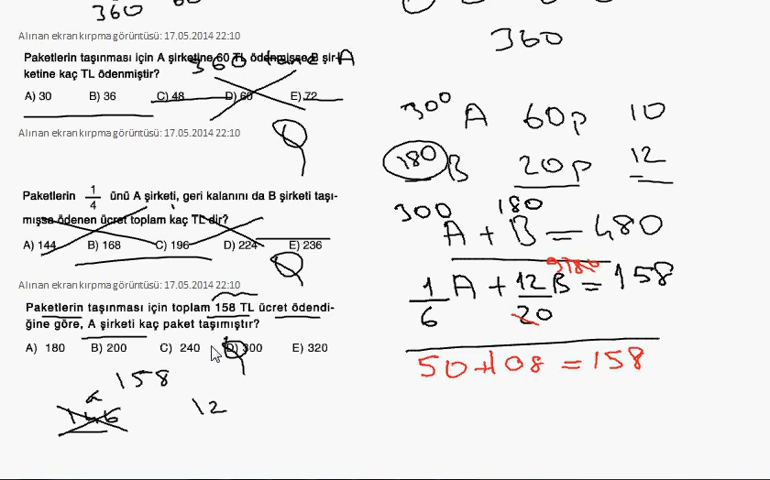 360
360
Alınan ekran kırpma görüntüsü: 17.05.2014 22:10
Paketlerin taşınması için A şirketine 60 TL ödenmişse B şir-
ketine kaç TL ödenmiştir?
A) 30 B) 36 C) 48 D) 60 E) 72
Alınan ekran kırpma görüntüsü: 17.05.2014 22:10
Paketlerin 1/4 ünü A şirketi, geri kalanını da B şirketi taşı-
mışsa ödenen ücret toplam kaç TL dir?
A) 144 B) 168 C) 196 D) 224 E) 236
Alınan ekran kırpma görüntüsü: 17.05.2014 22:10
Paketlerin taşınması için toplam 158 TL ücret ödendi-
ğine göre, A şirketi kaç paket taşımıştır?
A) 180 B) 200 C) 240 D) 300 E) 320
158
146
12
300 A 60p 10
180 B 20p 12
300 180
A + B = 480
1/6 A + 12/20 B = 158
50+108 = 158